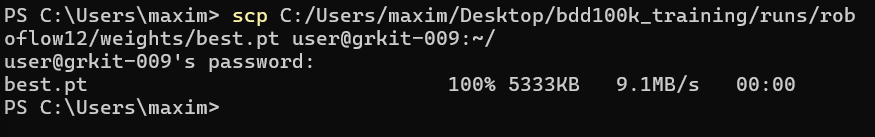 PS C:\Users\maxim> scp C:/Users/maxim/Desktop/bdd100k_training/runs/rob
oflow12/weights/best.pt user@grkit-009:~/
user@grkit-009's password:
best.pt                                       100% 5333KB   9.1MB/s   00:00
PS C:\Users\maxim>